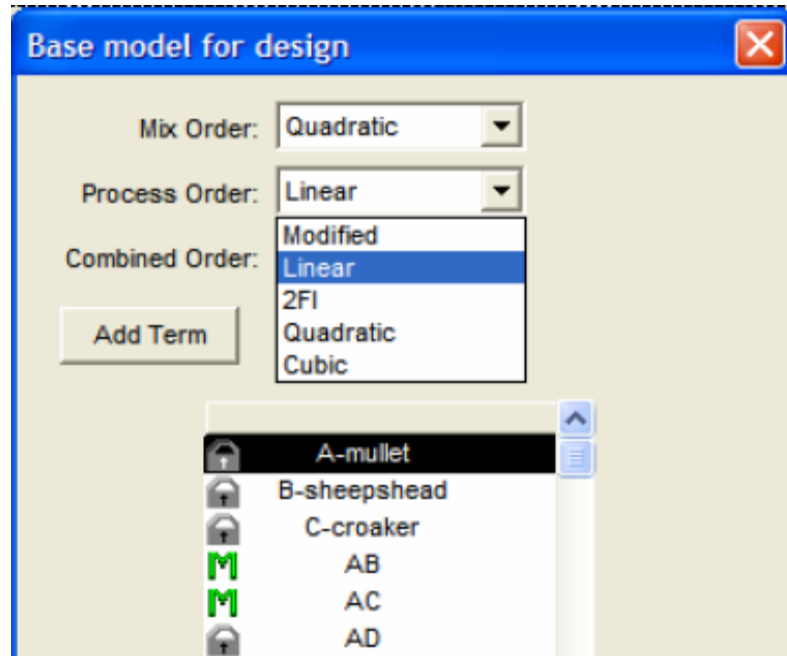 Base model for design
Mix Order: Quadratic
Process Order: Linear
Modified
Combined Order: Linear
2FI
Add Term Quadratic
Cubic
A-mullet
B-sheepshead
C-croaker
M AB
M AC
AD